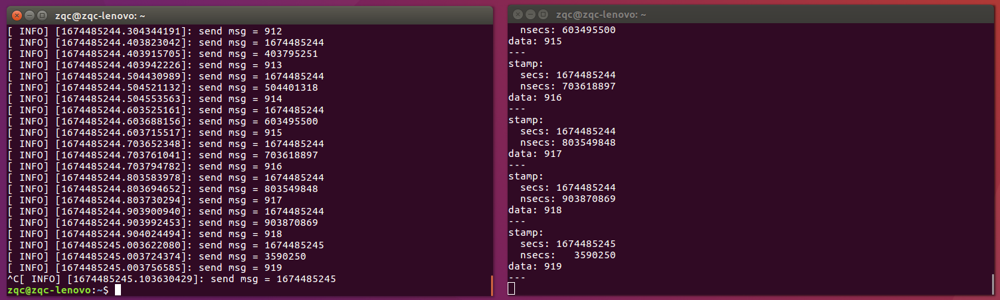 zqc@zqc-lenovo: ~
[ INFO] [1674485244.304344191]: send msg = 912
[ INFO] [1674485244.403823042]: send msg = 1674485244
[ INFO] [1674485244.403915705]: send msg = 403795251
[ INFO] [1674485244.403942226]: send msg = 913
[ INFO] [1674485244.504430989]: send msg = 1674485244
[ INFO] [1674485244.504521132]: send msg = 504401318
[ INFO] [1674485244.504553563]: send msg = 914
[ INFO] [1674485244.603525161]: send msg = 1674485244
[ INFO] [1674485244.603688156]: send msg = 603495500
[ INFO] [1674485244.603715517]: send msg = 915
[ INFO] [1674485244.703652348]: send msg = 1674485244
[ INFO] [1674485244.703761041]: send msg = 703618897
[ INFO] [1674485244.703794782]: send msg = 916
[ INFO] [1674485244.803583978]: send msg = 1674485244
[ INFO] [1674485244.803694652]: send msg = 803549848
[ INFO] [1674485244.803730294]: send msg = 917
[ INFO] [1674485244.903900940]: send msg = 1674485244
[ INFO] [1674485244.903992453]: send msg = 903870869
[ INFO] [1674485244.904024494]: send msg = 918
[ INFO] [1674485245.003622080]: send msg = 1674485245
[ INFO] [1674485245.003724374]: send msg = 3590250
[ INFO] [1674485245.003756585]: send msg = 919
^C[ INFO] [1674485245.103630429]: send msg = 1674485245
zqc@zqc-lenovo:~$
zqc@zqc-lenovo: ~
  nsecs: 603495500
data: 915
---
stamp:
  secs: 1674485244
  nsecs: 703618897
data: 916
---
stamp:
  secs: 1674485244
  nsecs: 803549848
data: 917
---
stamp:
  secs: 1674485244
  nsecs: 903870869
data: 918
---
stamp:
  secs: 1674485245
  nsecs:   3590250
data: 919
---